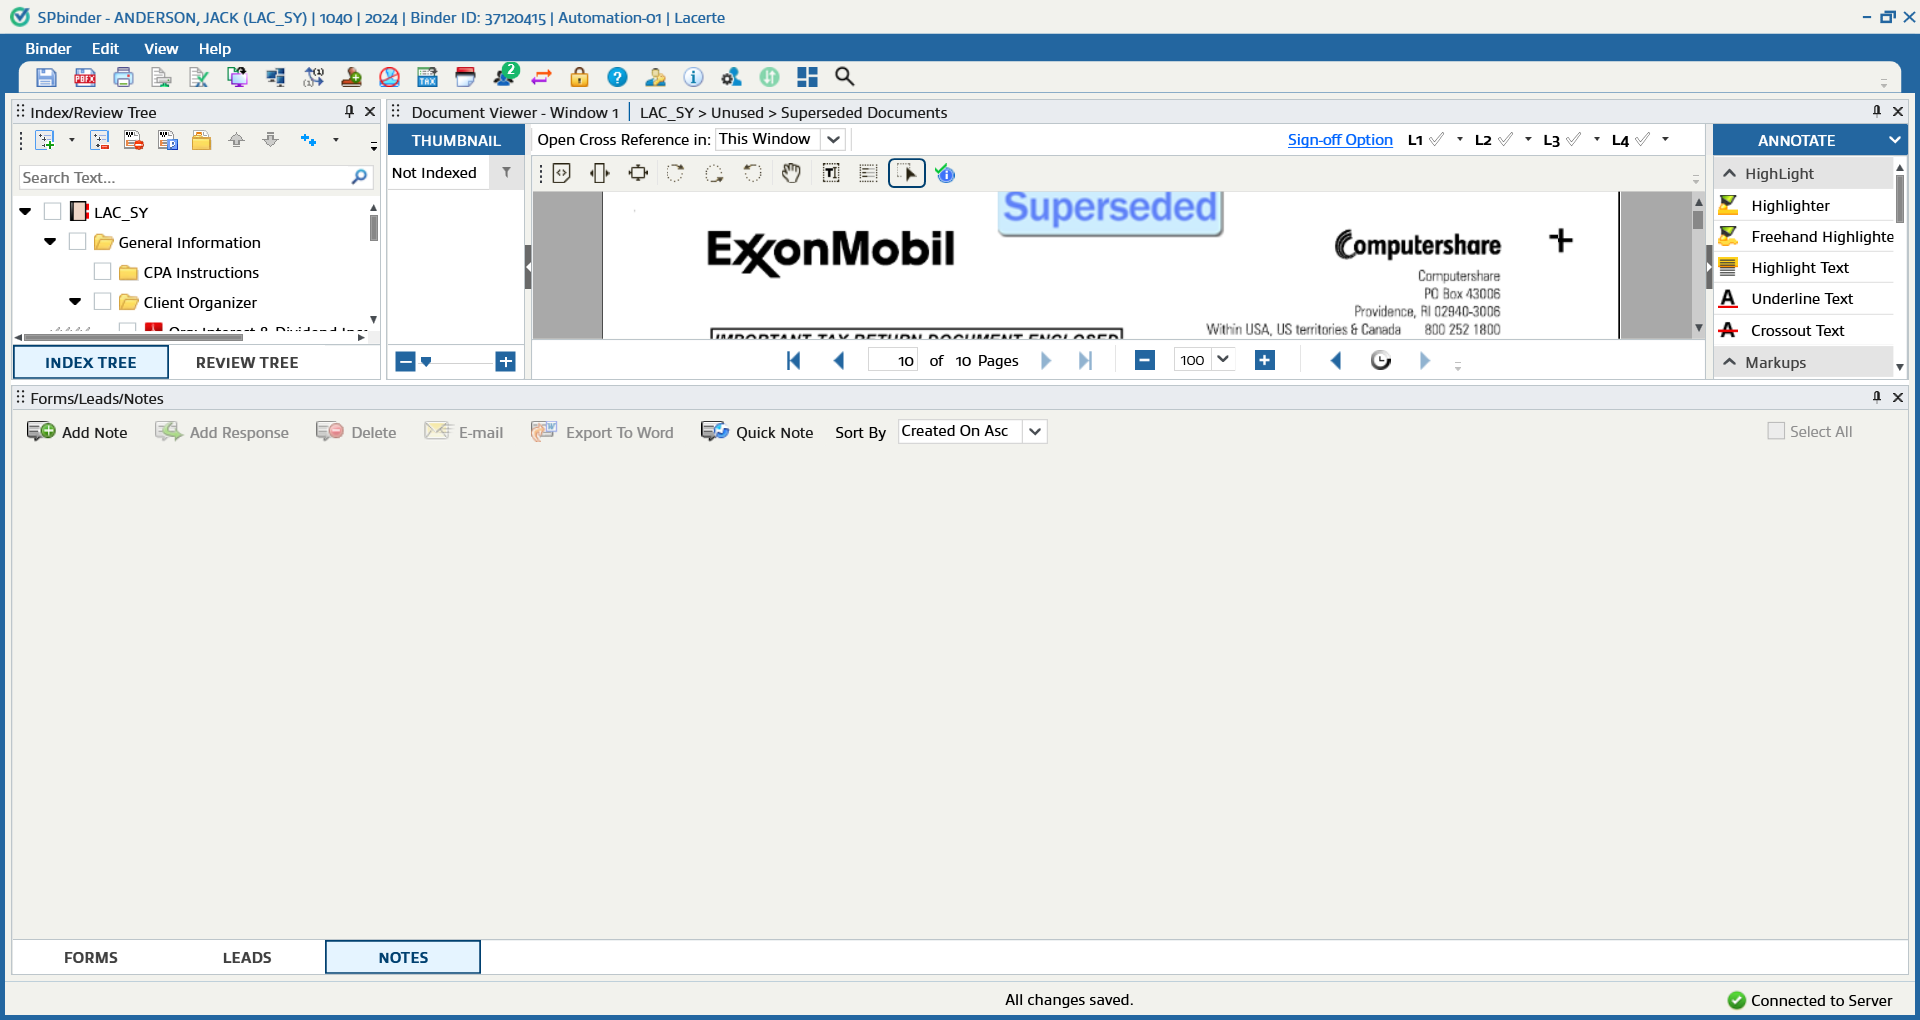 SPbinder - ANDERSON, JACK (LAC_SY) | 1040 | 2024 | Binder ID: 37120415 | Automation-01 | Lacerte
Binder Edit View Help
2
Index/Review Tree
Search Text...
LAC_SY
General Information
CPA Instructions
Client Organizer
INDEX TREE REVIEW TREE
Document Viewer - Window 1 | LAC_SY > Unused > Superseded Documents
THUMBNAIL
Not Indexed
Open Cross Reference in: This Window
Sign-off Option L1 L2 L3 L4
Superseded
ExxonMobil
Computershare
Computershare
PO Box 43006
Providence, RI 02940-3006
Within USA, US territories & Canada 800 252 1800
IMPORTANT TAX RETURN DOCUMENT ENCLOSED
10 of 10 Pages
100
ANNOTATE
HighLight
Highlighter
Freehand Highlighte
Highlight Text
Underline Text
Crossout Text
Markups
Forms/Leads/Notes
Add Note Add Response Delete E-mail Export To Word Quick Note Sort By Created On Asc Select All
FORMS LEADS NOTES
All changes saved.
Connected to Server